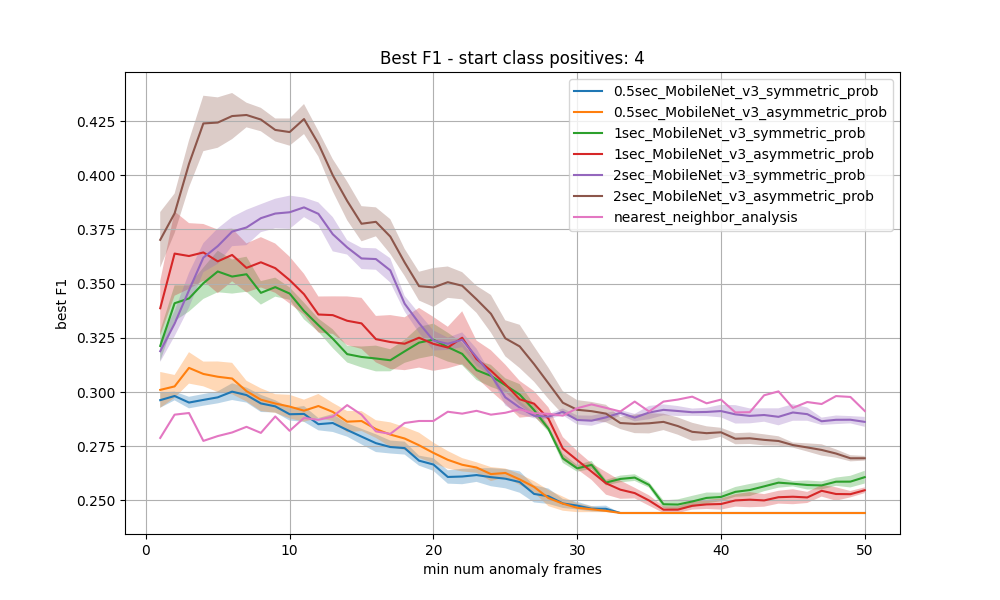 Best F1 - start class positives: 4
0.5sec_MobileNet_v3_symmetric_prob
0.5sec_MobileNet_v3_asymmetric_prob
1sec_MobileNet_v3_symmetric_prob
1sec_MobileNet_v3_asymmetric_prob
2sec_MobileNet_v3_symmetric_prob
2sec_MobileNet_v3_asymmetric_prob
nearest_neighbor_analysis
best F1
0.425
0.400
0.375
0.350
0.325
0.300
0.275
0.250
0 10 20 30 40 50
min num anomaly frames